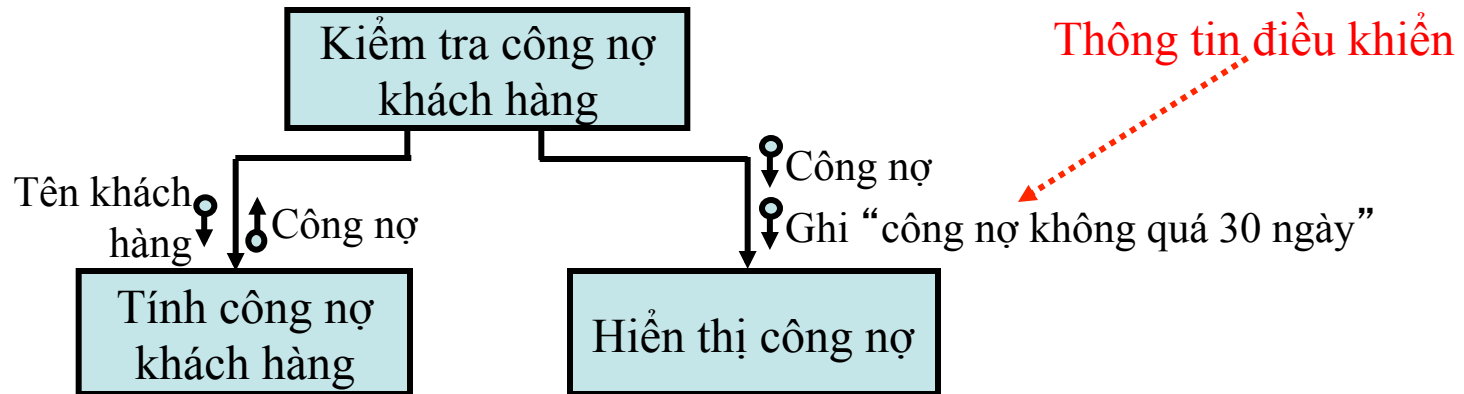 Kiểm tra công nợ
khách hàng
Thông tin điều khiển
Tên khách
hàng
Công nợ
Công nợ
Ghi “công nợ không quá 30 ngày”
Tính công nợ
khách hàng
Hiển thị công nợ